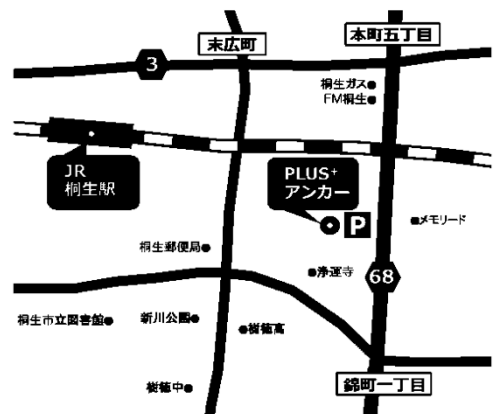 本町五丁目
末広町
3
桐生ガス
FM桐生
JR
桐生駅
PLUS+
アンカー
P
メモリード
桐生郵便局
浄運寺
68
桐生市立図書館
新川公園
樹徳高
錦町一丁目
樹徳中